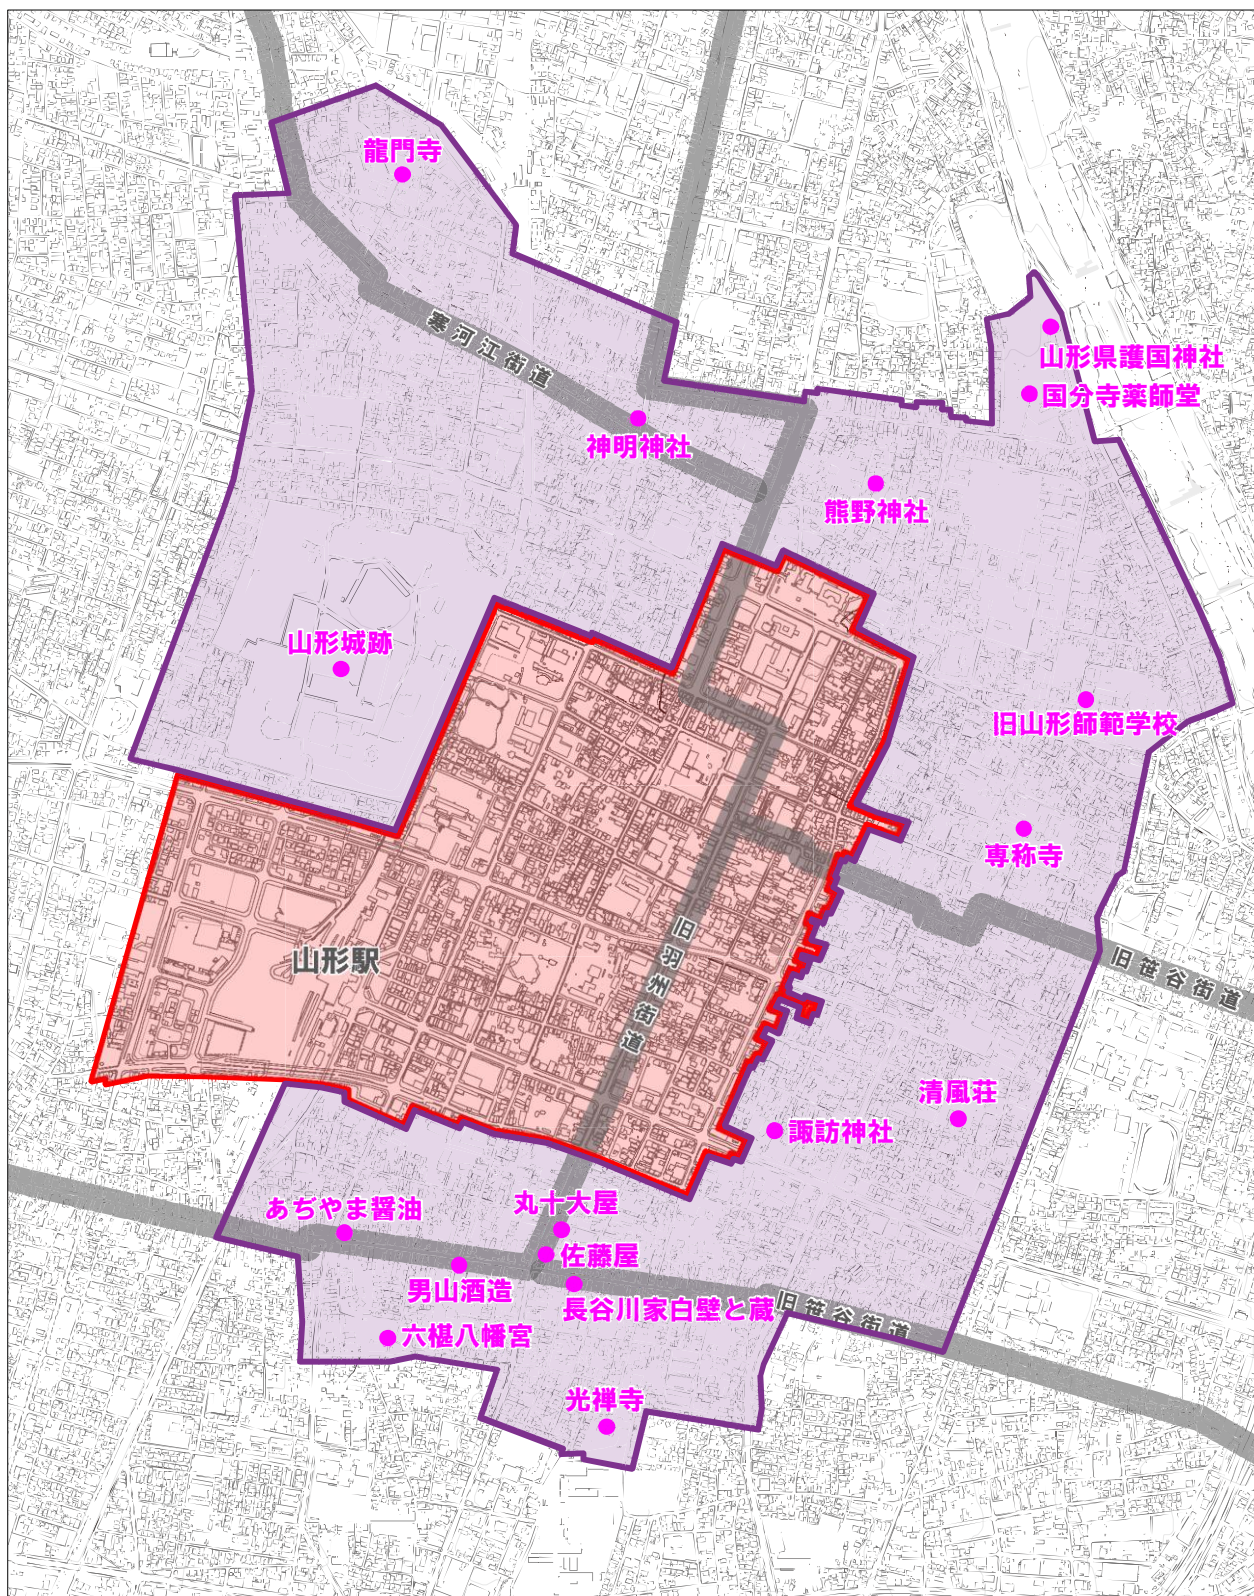 龍門寺
寒河江街道
山形県護国神社
国分寺薬師堂
神明神社
熊野神社
山形城跡
旧山形師範学校
専称寺
旧羽州街道
山形駅
旧笹谷街道
清風荘
諏訪神社
あぢやま醤油
丸十大屋
佐藤屋
男山酒造
長谷川家白壁と蔵
旧笹谷街道
六椹八幡宮
光禅寺